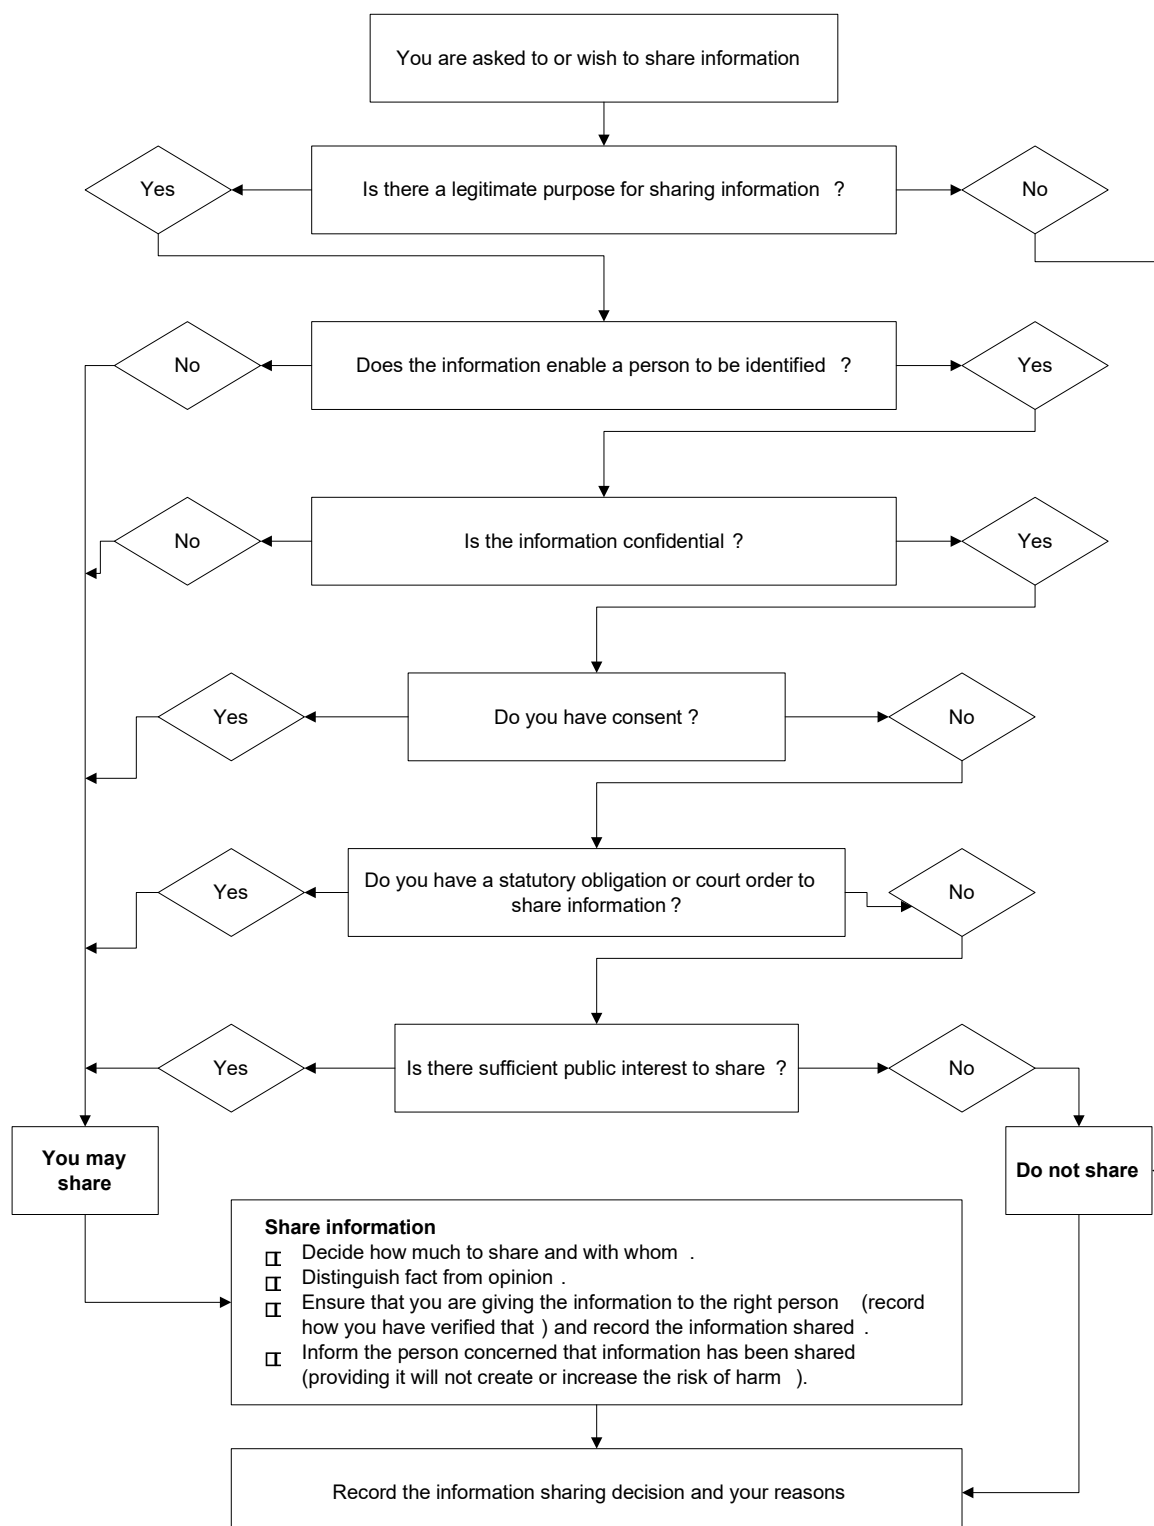 You are asked to or wish to share information
Yes
Is there a legitimate purpose for sharing information ?
No
No
Does the information enable a person to be identified ?
Yes
No
Is the information confidential ?
Yes
Yes
Do you have consent ?
No
Yes
Do you have a statutory obligation or court order to
share information ?
No
Yes
Is there sufficient public interest to share ?
No
You may
share
Do not share
Share information
Decide how much to share and with whom .
Distinguish fact from opinion .
Ensure that you are giving the information to the right person (record
how you have verified that ) and record the information shared .
Inform the person concerned that information has been shared
(providing it will not create or increase the risk of harm ).
Record the information sharing decision and your reasons